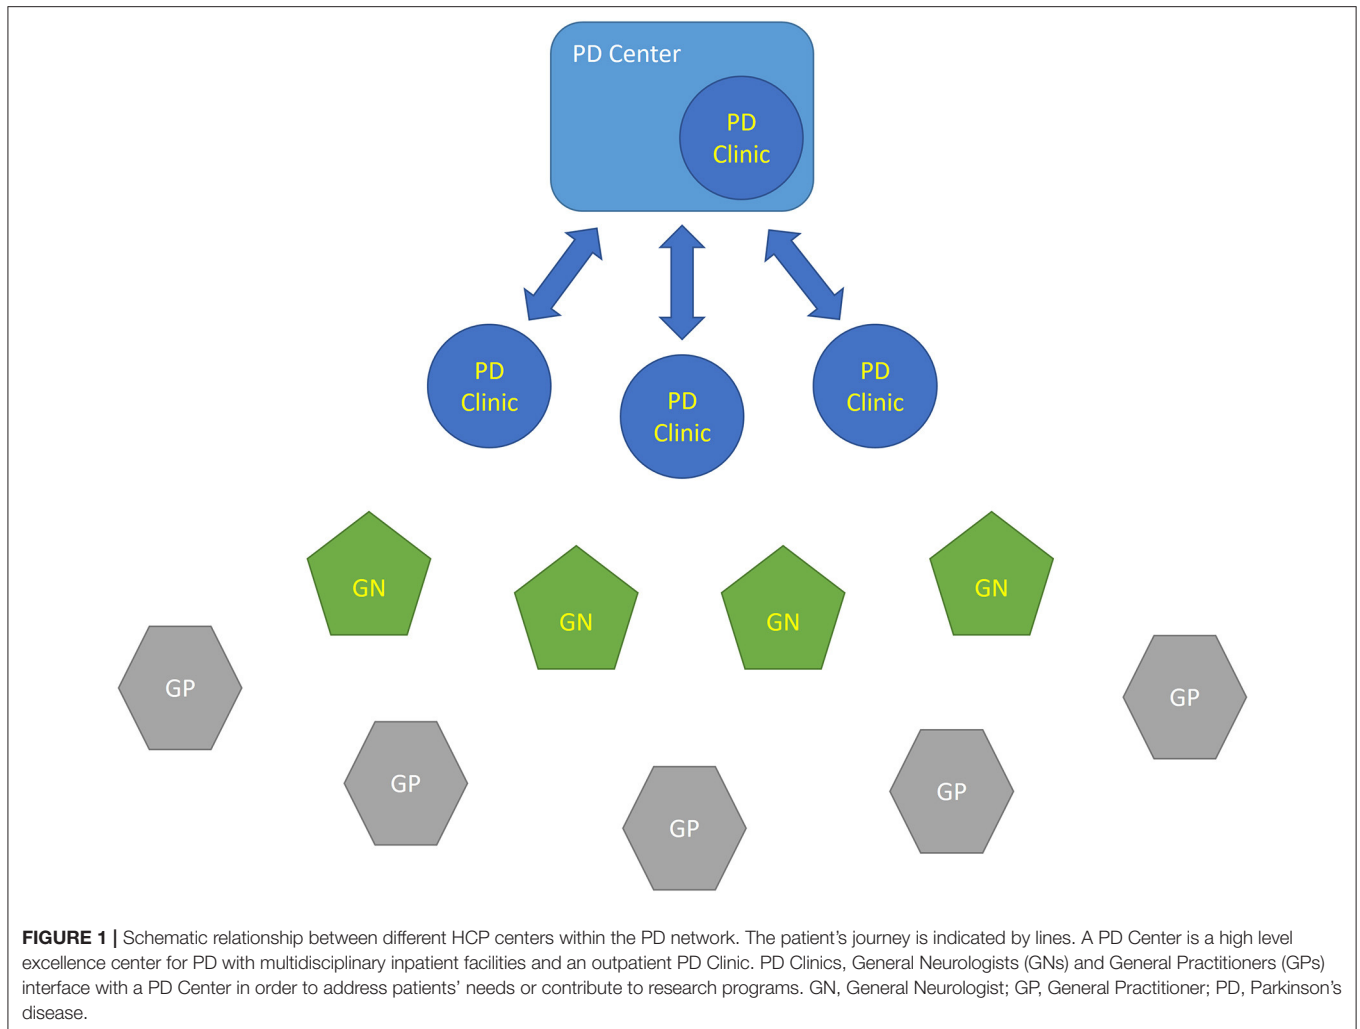 PD Center
PD
Clinic
PD
Clinic
PD
Clinic
PD
Clinic
GN
GN
GN
GN
GP
GP
GP
GP
GP
FIGURE 1 | Schematic relationship between different HCP centers within the PD network. The patient’s journey is indicated by lines. A PD Center is a high level
excellence center for PD with multidisciplinary inpatient facilities and an outpatient PD Clinic. PD Clinics, General Neurologists (GNs) and General Practitioners (GPs)
interface with a PD Center in order to address patients’ needs or contribute to research programs. GN, General Neurologist; GP, General Practitioner; PD, Parkinson’s
disease.